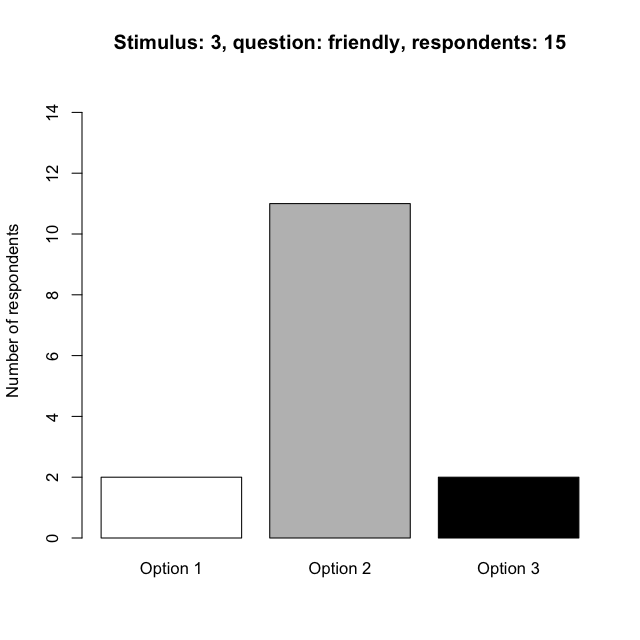 Stimulus: 3, question: friendly, respondents: 15
Number of respondents
14
12
10
8
6
4
2
0
Option 1
Option 2
Option 3